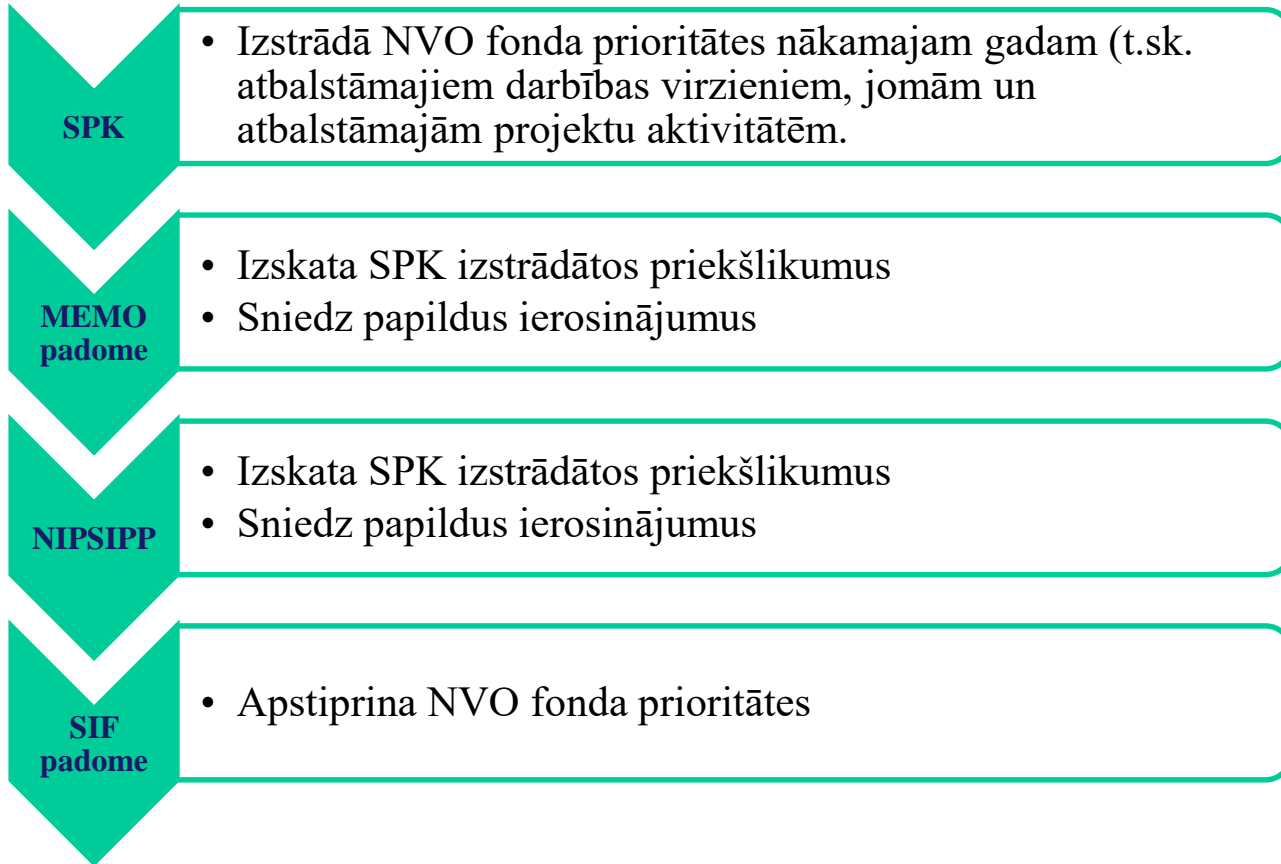 SPK
• Izstrādā NVO fonda prioritātes nākamajam gadam (t.sk.
atbalstāmajiem darbības virzieniem, jomām un
atbalstāmajām projektu aktivitātēm.
MEMO
padome
• Izskata SPK izstrādātos priekšlikumus
• Sniedz papildus ierosinājumus
NIPSIPP
• Izskata SPK izstrādātos priekšlikumus
• Sniedz papildus ierosinājumus
SIF
padome
• Apstiprina NVO fonda prioritātes